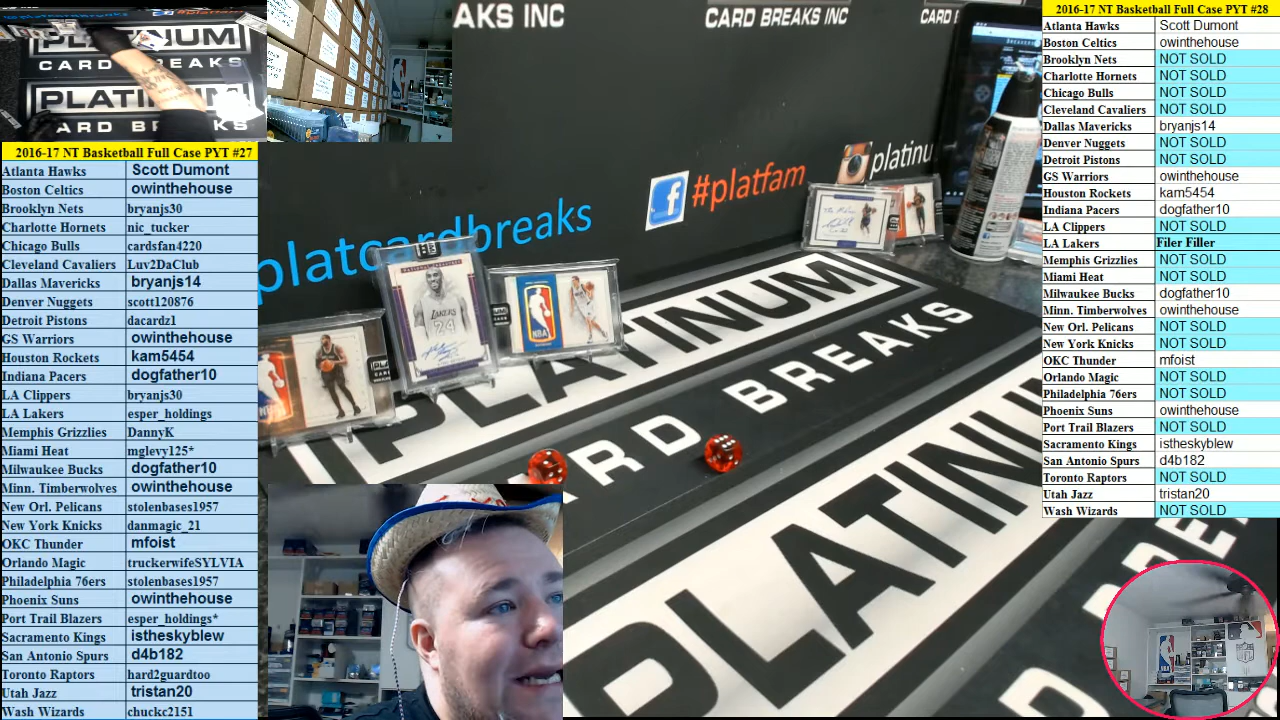 PLATINUM
CARD BREAKS
PLATINUM
CARD BREAKS
2016-17 NT Basketball Full Case PYT #27
Atlanta Hawks Scott Dumont
Boston Celtics owinthehouse
Brooklyn Nets bryanjs30
Charlotte Hornets nic_tucker
Chicago Bulls cardsfan4220
Cleveland Cavaliers Luv2DaClub
Dallas Mavericks bryanjs14
Denver Nuggets scott120876
Detroit Pistons dacardz1
GS Warriors owinthehouse
Houston Rockets kam5454
Indiana Pacers dogfather10
LA Clippers bryanjs30
LA Lakers esper_holdings
Memphis Grizzlies DannyK
Miami Heat mglevy125*
Milwaukee Bucks dogfather10
Minn. Timberwolves owinthehouse
New Orl. Pelicans stolenbases1957
New York Knicks danmagic_21
OKC Thunder mfoist
Orlando Magic truckerwifeSYLVIA
Philadelphia 76ers stolenbases1957
Phoenix Suns owinthehouse
Port Trail Blazers esper_holdings*
Sacramento Kings istheskyblew
San Antonio Spurs d4b182
Toronto Raptors hard2guardtoo
Utah Jazz tristan20
Wash Wizards chuckc2151
AKS INC
CARD BREAKS INC
CARD B
platcardbreaks
#platfam
platinu
LAKERS
24
NBA
PLATINUM
CARD BREAKS
PLATINUM
2016-17 NT Basketball Full Case PYT #28
Atlanta Hawks Scott Dumont
Boston Celtics owinthehouse
Brooklyn Nets NOT SOLD
Charlotte Hornets NOT SOLD
Chicago Bulls NOT SOLD
Cleveland Cavaliers NOT SOLD
Dallas Mavericks bryanjs14
Denver Nuggets NOT SOLD
Detroit Pistons NOT SOLD
GS Warriors owinthehouse
Houston Rockets kam5454
Indiana Pacers dogfather10
LA Clippers NOT SOLD
LA Lakers Filer Filler
Memphis Grizzlies NOT SOLD
Miami Heat NOT SOLD
Milwaukee Bucks dogfather10
Minn. Timberwolves owinthehouse
New Orl. Pelicans NOT SOLD
New York Knicks NOT SOLD
OKC Thunder mfoist
Orlando Magic NOT SOLD
Philadelphia 76ers NOT SOLD
Phoenix Suns owinthehouse
Port Trail Blazers NOT SOLD
Sacramento Kings istheskyblew
San Antonio Spurs d4b182
Toronto Raptors NOT SOLD
Utah Jazz tristan20
Wash Wizards NOT SOLD